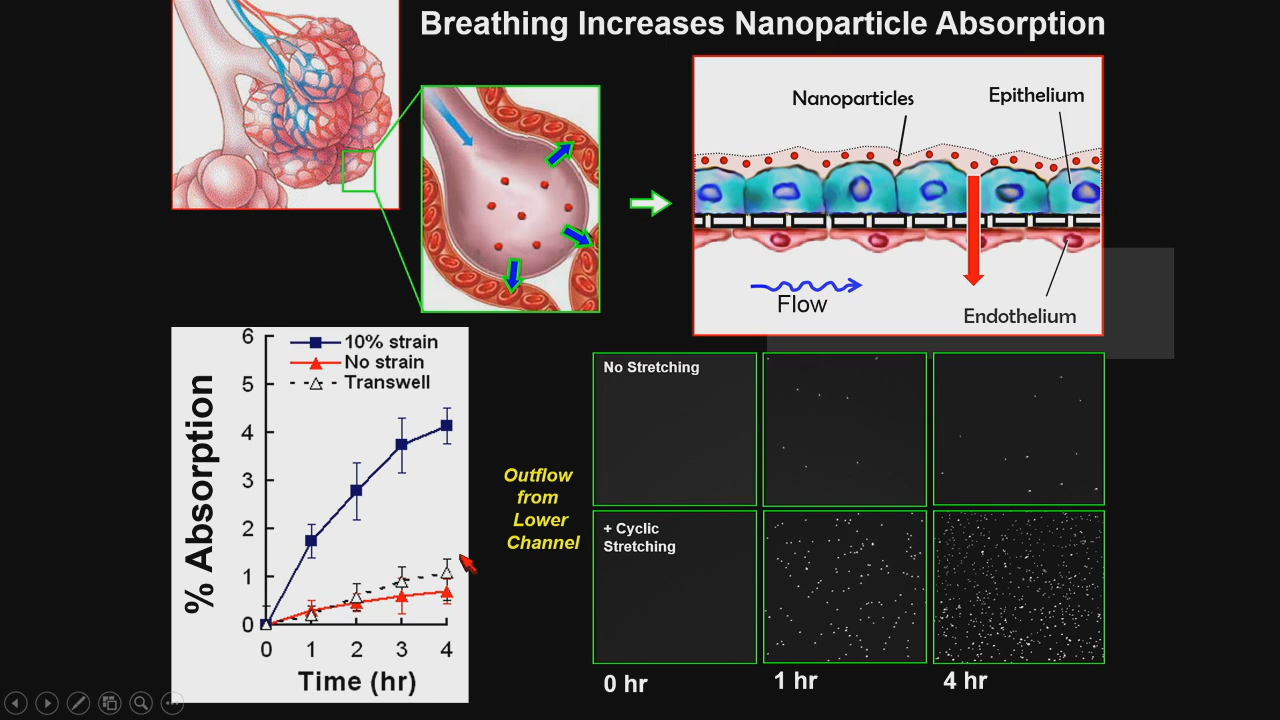 Breathing Increases Nanoparticle Absorption
Nanoparticles
Epithelium
Flow
Endothelium
% Absorption
6
5
4
3
2
1
0
10% strain
No strain
Transwell
0 1 2 3 4
Time (hr)
Outflow
from
Lower
Channel
No Stretching
+ Cyclic
Stretching
0 hr
1 hr
4 hr